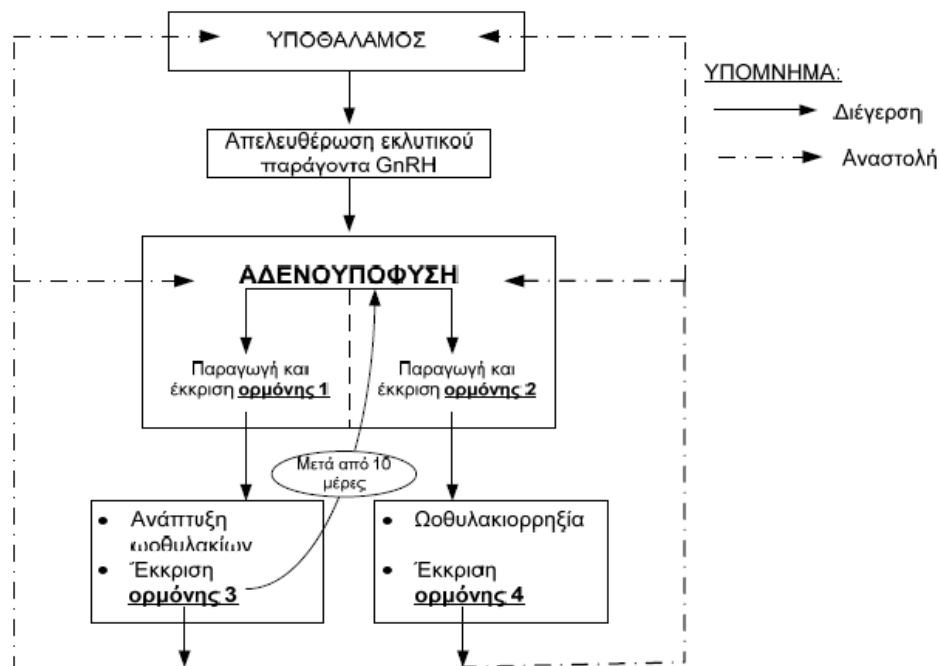 ΥΠΟΘΑΛΑΜΟΣ
ΥΠΟΜΝΗΜΑ:
Διέγερση
Αναστολή
Απελευθέρωση εκλυτικού
παράγοντα GnRH
ΑΔΕΝΟΥΠΟΦΥΣΗ
Παραγωγή και
έκκριση ορμόνης 1
Παραγωγή και
έκκριση ορμόνης 2
Μετά από 10
μέρες
• Ανάπτυξη
ωοθυλακίων
• Έκκριση
ορμόνης 3
• Ωοθυλακιορρηξία
• Έκκριση
ορμόνης 4